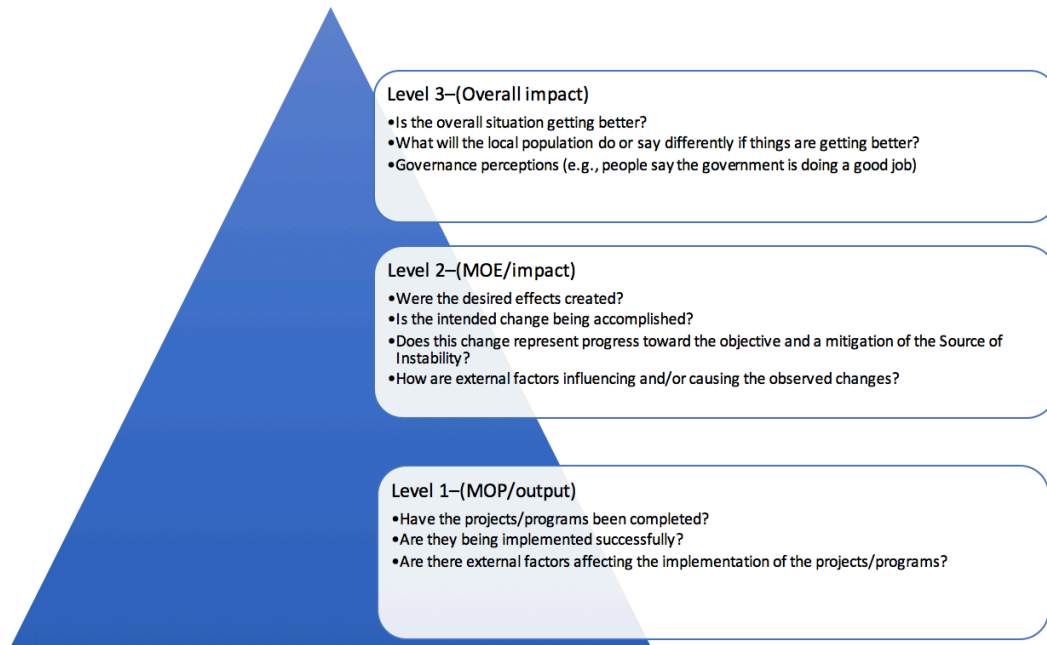 Level 3–(Overall impact)
•Is the overall situation getting better?
•What will the local population do or say differently if things are getting better?
•Governance perceptions (e.g., people say the government is doing a good job)
Level 2–(MOE/impact)
•Were the desired effects created?
•Is the intended change being accomplished?
•Does this change represent progress toward the objective and a mitigation of the Source of
Instability?
•How are external factors influencing and/or causing the observed changes?
Level 1–(MOP/output)
•Have the projects/programs been completed?
•Are they being implemented successfully?
•Are there external factors affecting the implementation of the projects/programs?